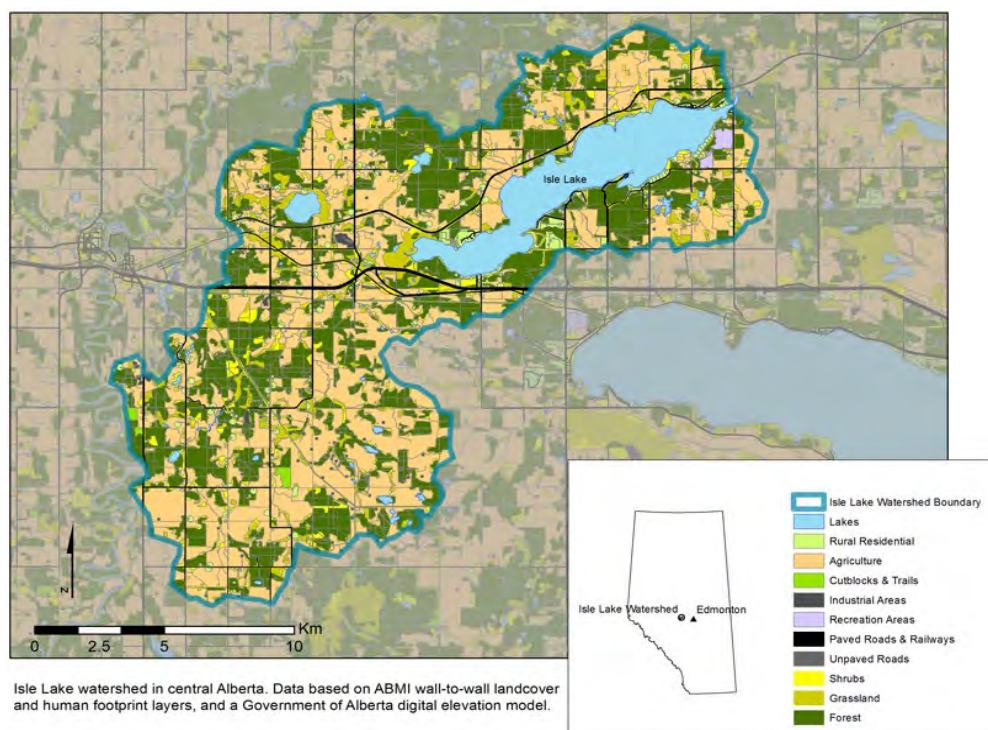 Isle Lake
Z
Km
0 2.5 5 10
Isle Lake watershed in central Alberta. Data based on ABMI wall-to-wall landcover
and human footprint layers, and a Government of Alberta digital elevation model.
Isle Lake Watershed
Edmonton
Isle Lake Watershed Boundary
Lakes
Rural Residential
Agriculture
Cutblocks & Trails
Industrial Areas
Recreation Areas
Paved Roads & Railways
Unpaved Roads
Shrubs
Grassland
Forest